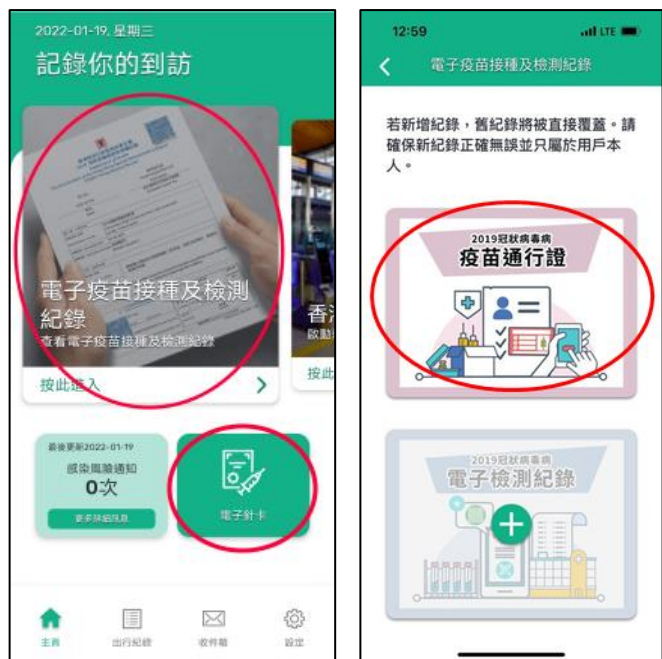 2022-01-19, 星期三
記錄你的到訪
電子疫苗接種及檢測
紀錄
查看電子疫苗接種及檢測紀錄
按此進入
香
啟動
按此
最後更新2022-01-19
感染風險通知
0次
更多詳細訊息
電子針卡
主頁
出行紀錄
收件箱
設定
12:59
LTE
電子疫苗接種及檢測紀錄
若新增紀錄，舊紀錄將被直接覆蓋。請
確保新紀錄正確無誤並只屬於用戶本
人。
2019冠狀病毒病
疫苗通行證
2019冠狀病毒病
電子檢測紀錄